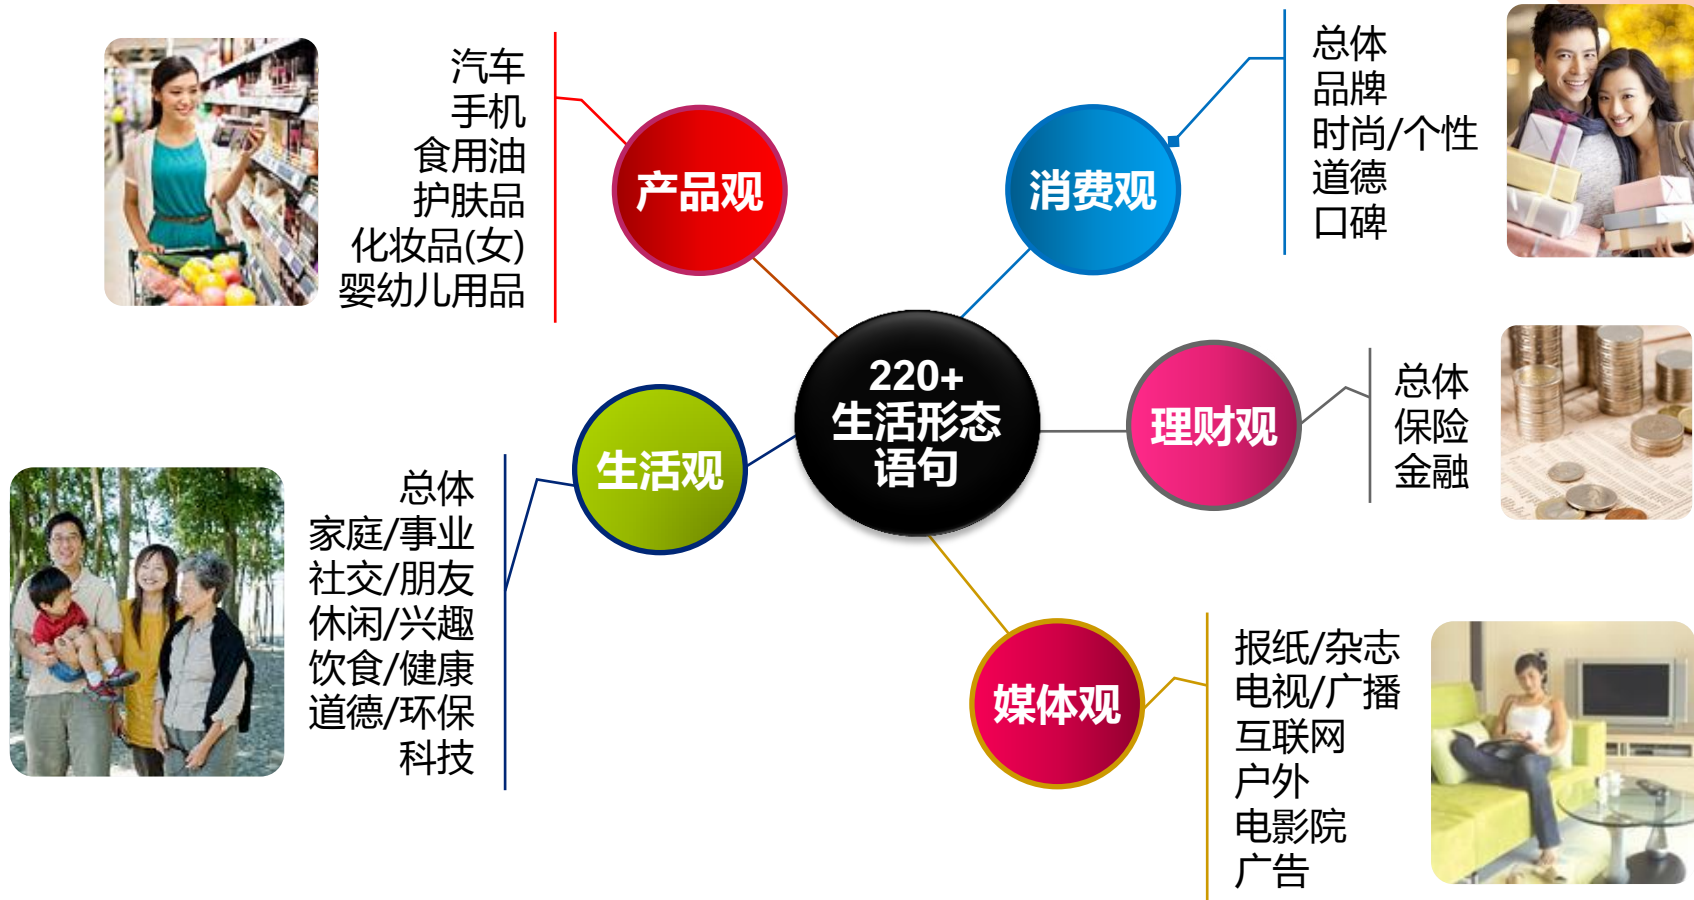 汽车
手机
食用油
护肤品
化妆品(女)
婴幼儿用品
产品观
消费观
总体
品牌
时尚/个性
道德
口碑
220+
生活形态
语句
理财观
总体
保险
金融
生活观
总体
家庭/事业
社交/朋友
休闲/兴趣
饮食/健康
道德/环保
科技
媒体观
报纸/杂志
电视/广播
互联网
户外
电影院
广告